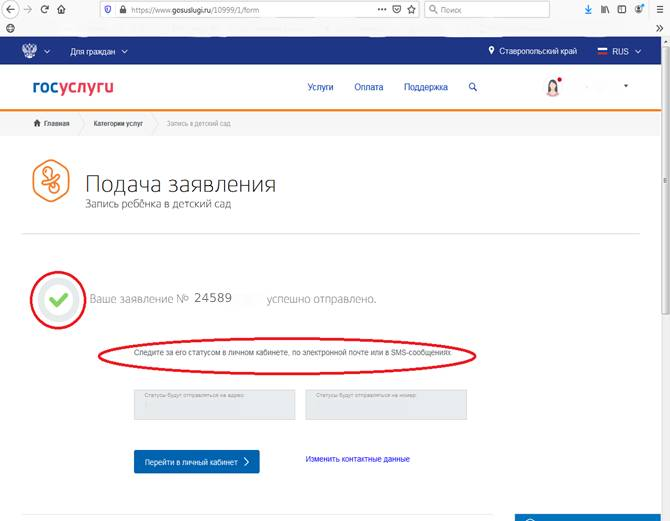 https://www.gosuslugi.ru/10999/1/form
Поиск
Для граждан
Ставропольский край
RUS
госуслуги
Услуги
Оплата
Поддержка
Главная
Категории услуг
Запись в детский сад
Подача заявления
Запись ребёнка в детский сад
Ваше заявление № 24589 успешно отправлено.
Следите за его статусом в личном кабинете, по электронной почте или в SMS-сообщениях
Статусы будут отправляться на адрес:
Статусы будут отправляться на номер:
Перейти в личный кабинет
Изменить контактные данные